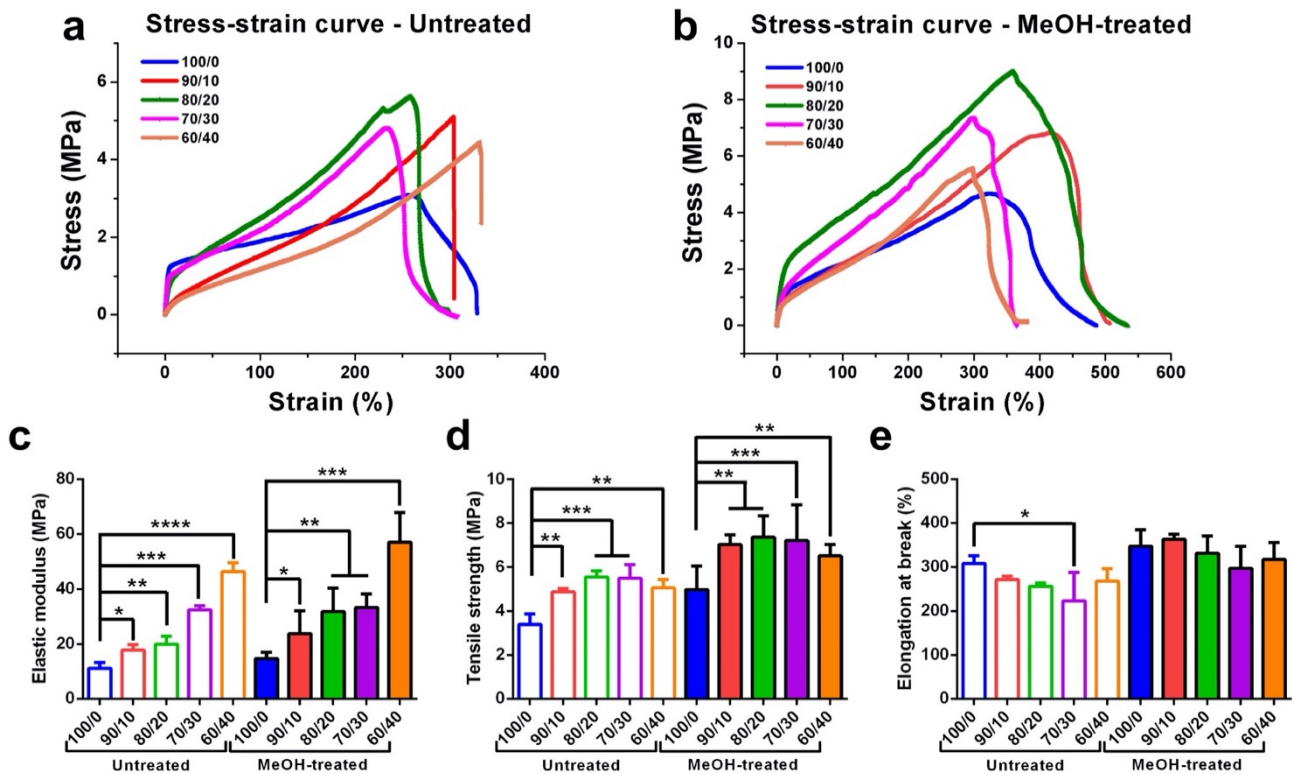 a
Stress-strain curve - Untreated
100/0
90/10
80/20
70/30
60/40
6
4
2
0
Stress (MPa)
0 100 200 300 400
Strain (%)
b
Stress-strain curve - MeOH-treated
100/0
90/10
80/20
70/30
60/40
10
8
6
4
2
0
Stress (MPa)
0 100 200 300 400 500 600
Strain (%)
c
80
60
40
20
0
Elastic modulus (MPa)
*
**
***
****
*
**
***
100/0 90/10 80/20 70/30 60/40 100/0 90/10 80/20 70/30 60/40
Untreated MeOH-treated
d
10
8
6
4
2
0
Tensile strength (MPa)
**
***
**
**
***
**
100/0 90/10 80/20 70/30 60/40 100/0 90/10 80/20 70/30 60/40
Untreated MeOH-treated
e
500
400
300
200
100
0
Elongation at break (%)
*
100/0 90/10 80/20 70/30 60/40 100/0 90/10 80/20 70/30 60/40
Untreated MeOH-treated